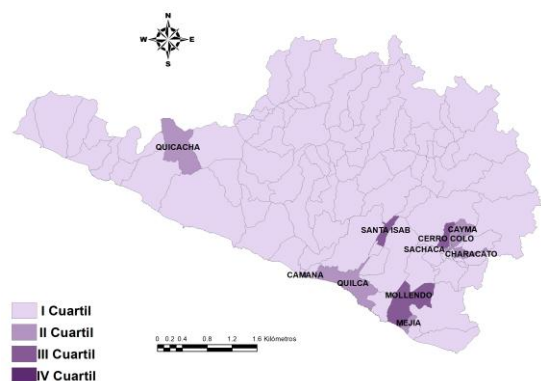 N
W E
S
QUICACHA
SANTA ISAB
CAYMA
CERRO COLO
SACHACA
CHARACATO
CAMANA
QUILCA
MOLLENDO
MEJIA
I Cuartil
II Cuartil
III Cuartil
IV Cuartil
0 0.2 0.4 0.8 1.2 1.6 Kilómetros